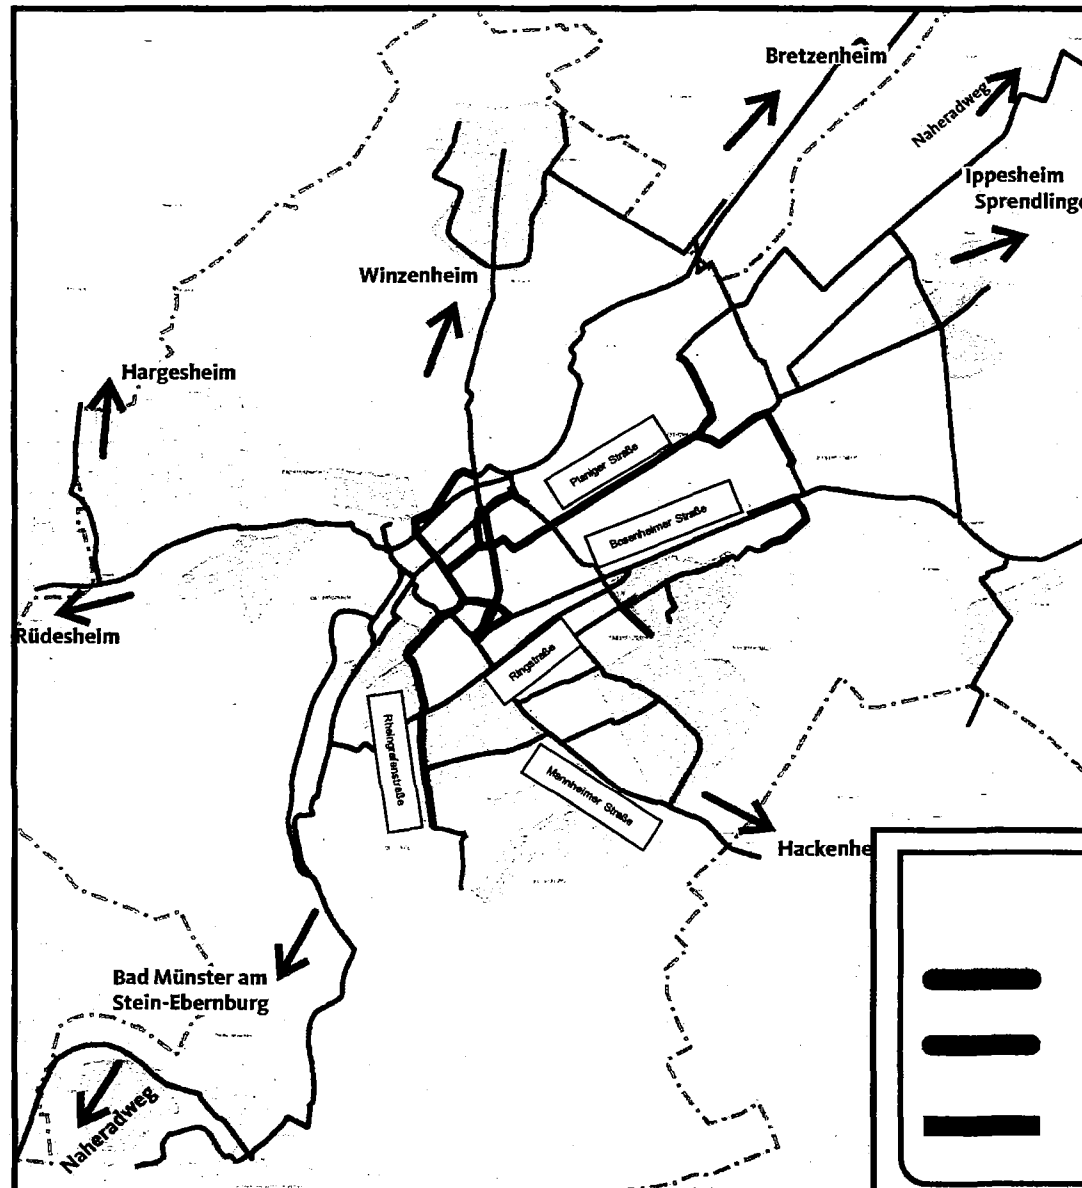 Bretzenheim
Naheradweg
Ippesheim
Sprendlinge
Winzenheim
Hargesheim
Planiger Straße
Bosenheimer Straße
Rüdesheim
Ringstraße
Rheingrafenstraße
Mannheimer Straße
Hackenhe
Bad Münster am
Stein-Ebernburg
Naheradweg